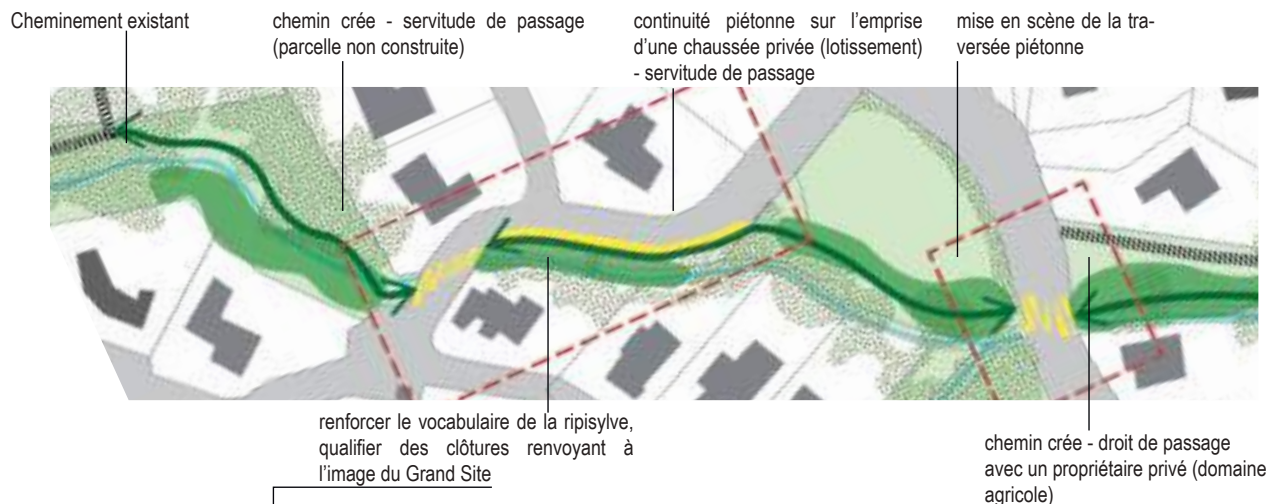 Cheminement existant
chemin crée - servitude de passage
(parcelle non construite)
continuité piétonne sur l'emprise
d'une chaussée privée (lotissement)
- servitude de passage
mise en scène de la tra-
versée piétonne
renforcer le vocabulaire de la ripisylve,
qualifier des clôtures renvoyant à
l'image du Grand Site
chemin crée - droit de passage
avec un propriétaire privé (domaine
agricole)